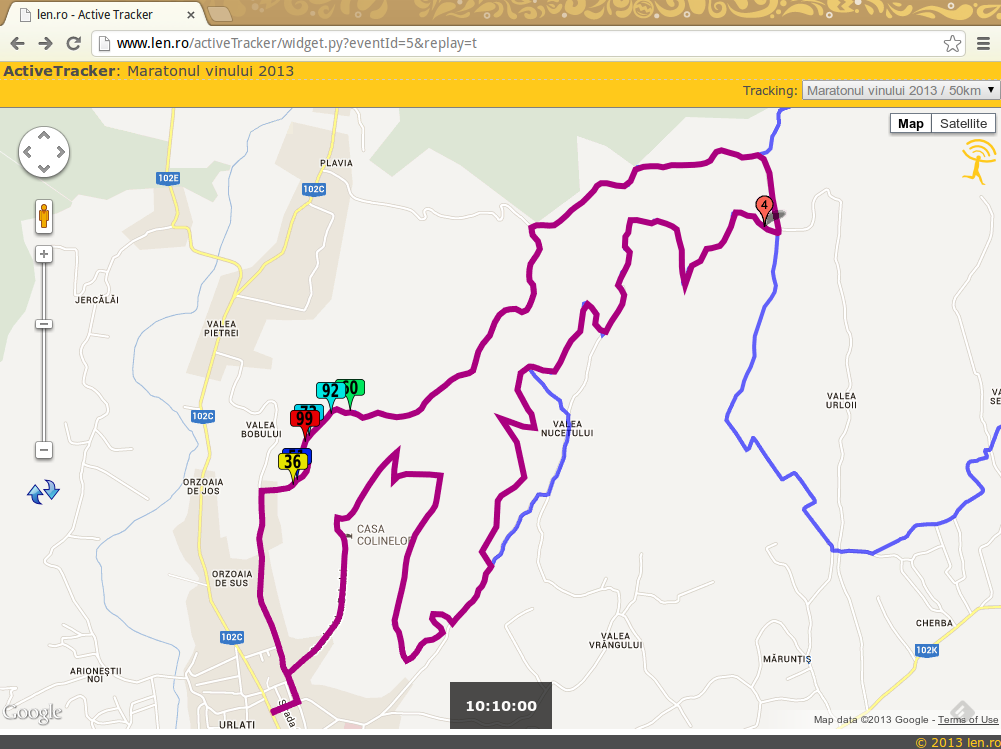 len.ro - Active Tracker
www.len.ro/activeTracker/widget.py?eventId=5&replay=t
ActiveTracker: Maratonul vinului 2013
Tracking: Maratonul vinului 2013 / 50km
Map Satellite
PLAVIA
102E
102C
4
JERCĂLĂI
VALEA
PIETREI
92 60
99
102C
VALEA
BOBULUI
VALEA
URLOII
VALEA
NUCETULUI
36
ORZOAIA
DE JOS
CASA
COLINELOR
ORZOAIA
DE SUS
102C
CHERBA
VALEA
VRÂNGULUI
102K
MĂRUNȚIȘ
ARIONEȘTII
NOI
Strada
10:10:00
Google
URLATI
Map data ©2013 Google - Terms of Use
© 2013 len.ro